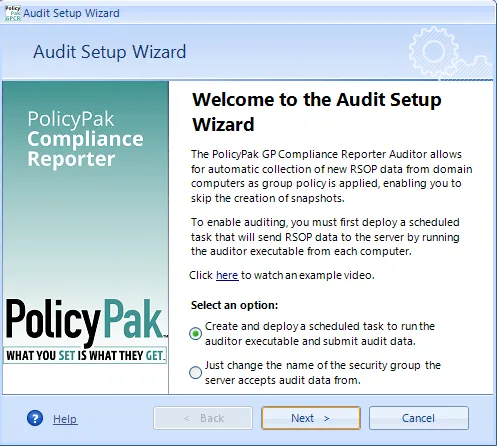 Policy
Pak
GPCR
Audit Setup Wizard
Audit Setup Wizard
PolicyPak
Compliance
Reporter
PolicyPak™
WHAT YOU SET IS WHAT THEY GET.
Welcome to the Audit Setup
Wizard
The PolicyPak GP Compliance Reporter Auditor allows
for automatic collection of new RSOP data from domain
computers as group policy is applied, enabling you to
skip the creation of snapshots.
To enable auditing, you must first deploy a scheduled
task that will send RSOP data to the server by running
the auditor executable from each computer.
Click here to watch an example video.
Select an option:
Create and deploy a scheduled task to run the
auditor executable and submit audit data.
Just change the name of the security group the
server accepts audit data from.
? Help
< Back
Next >
Cancel